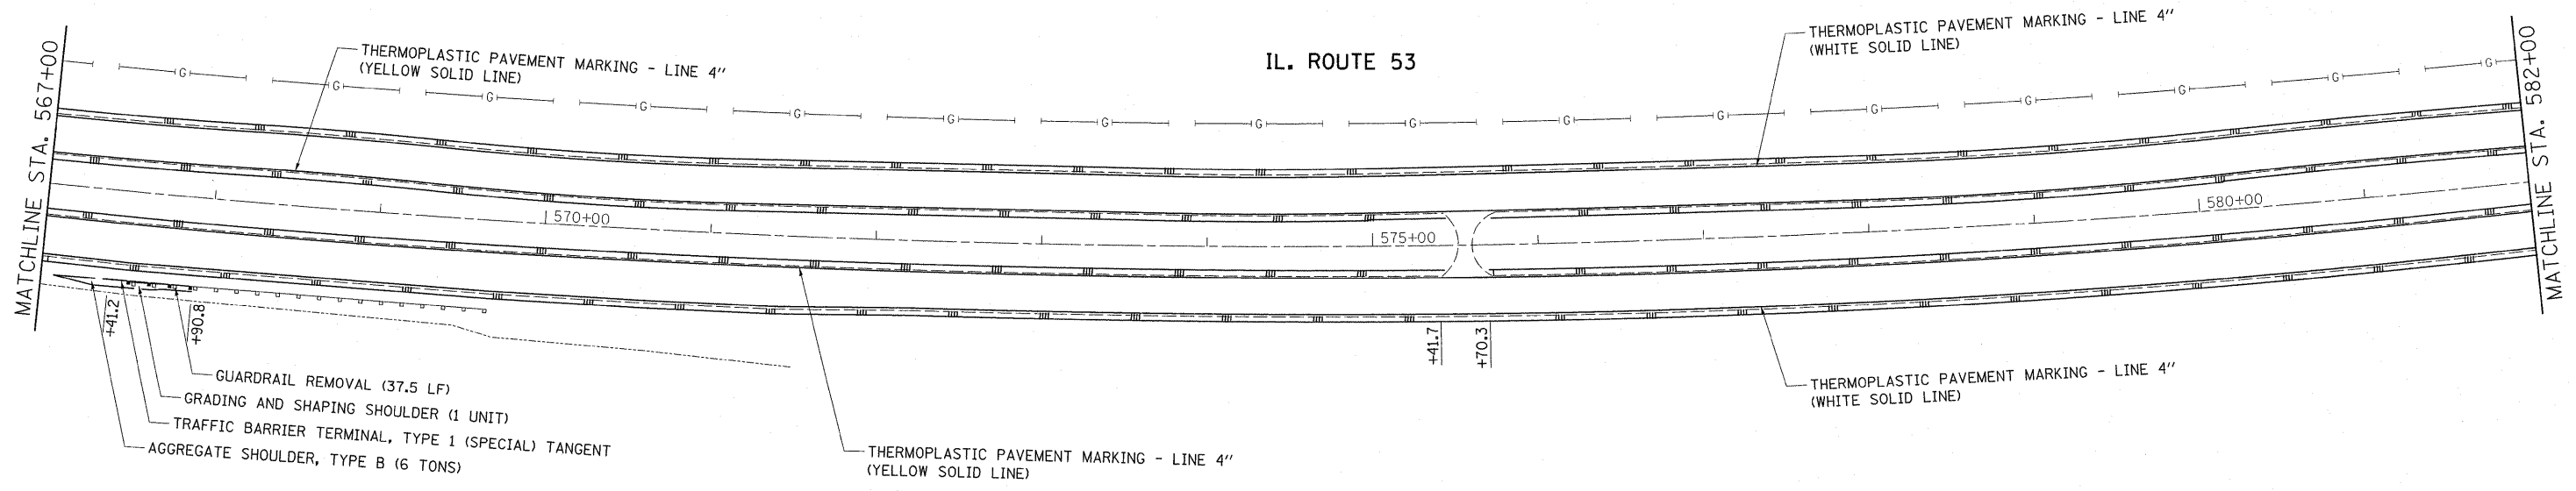 MATCHLINE STA. 567+00
THERMOPLASTIC PAVEMENT MARKING - LINE 4"
(YELLOW SOLID LINE)
IL. ROUTE 53
THERMOPLASTIC PAVEMENT MARKING - LINE 4"
(WHITE SOLID LINE)
MATCHLINE STA. 582+00
G G G G G G G G G G G G G G G G
570+00
575+00
580+00
+41.2
+90.8
+41.7
+70.3
GUARDRAIL REMOVAL (37.5 LF)
GRADING AND SHAPING SHOULDER (1 UNIT)
TRAFFIC BARRIER TERMINAL, TYPE 1 (SPECIAL) TANGENT
AGGREGATE SHOULDER, TYPE B (6 TONS)
THERMOPLASTIC PAVEMENT MARKING - LINE 4"
(YELLOW SOLID LINE)
THERMOPLASTIC PAVEMENT MARKING - LINE 4"
(WHITE SOLID LINE)